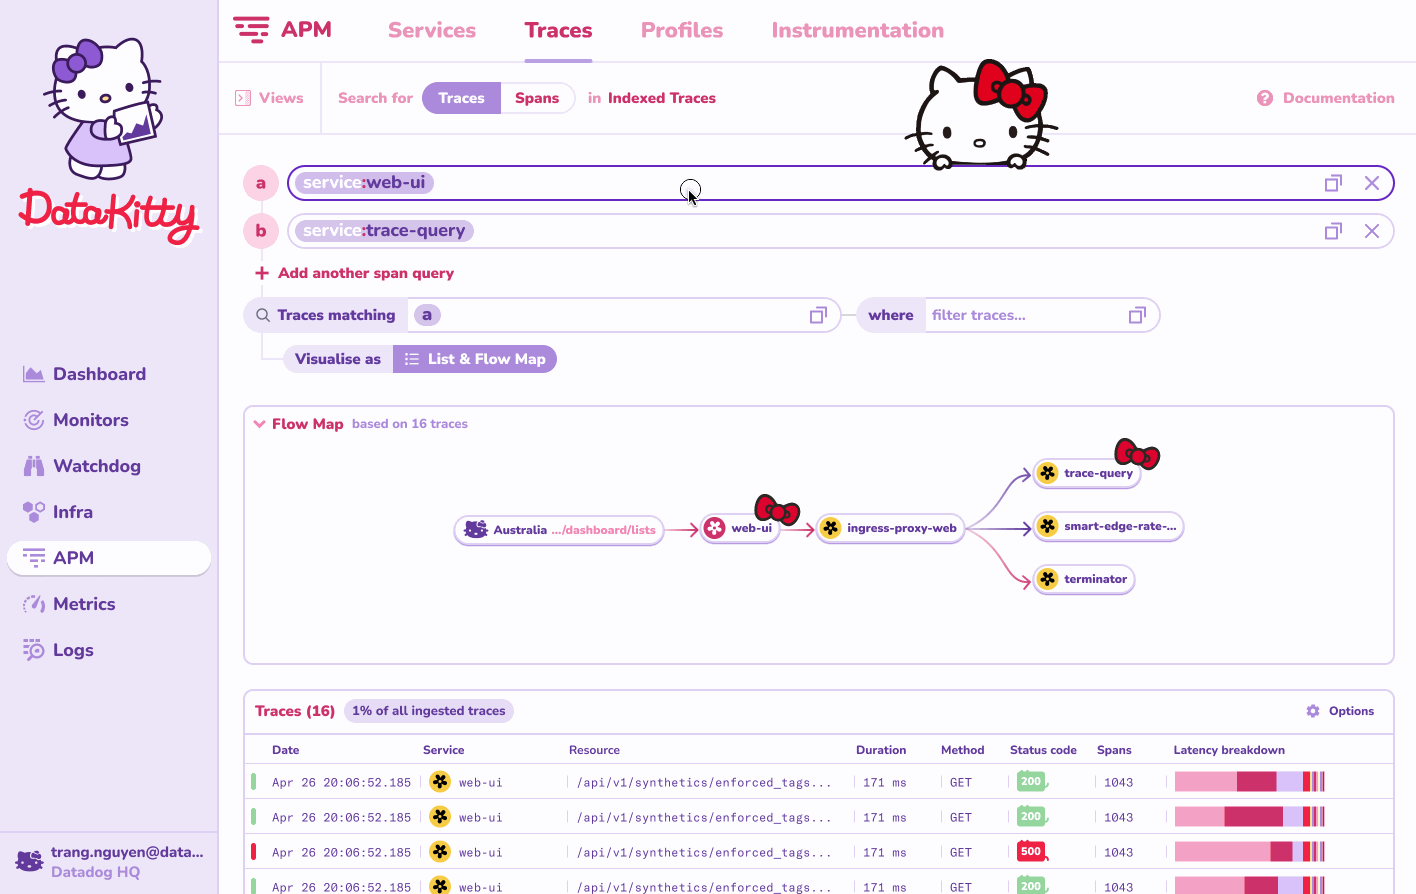 DataKitty
Dashboard
Monitors
Watchdog
Infra
APM
Metrics
Logs
trang.nguyen@data...
Datadog HQ
APM
Services
Traces
Profiles
Instrumentation
Views
Search for
Traces
Spans
in Indexed Traces
Documentation
a
service:web-ui
b
service:trace-query
Add another span query
Traces matching
a
where
filter traces...
Visualise as
List & Flow Map
Flow Map
based on 16 traces
Australia .../dashboard/lists
web-ui
ingress-proxy-web
trace-query
smart-edge-rate-...
terminator
Traces (16)
1% of all ingested traces
Options
Date Service Resource Duration Method Status code Spans Latency breakdown
Apr 26 20:06:52.185 web-ui /api/v1/synthetics/enforced_tags... 171 ms GET 200 1043
Apr 26 20:06:52.185 web-ui /api/v1/synthetics/enforced_tags... 171 ms GET 200 1043
Apr 26 20:06:52.185 web-ui /api/v1/synthetics/enforced_tags... 171 ms GET 500 1043
Apr 26 20:06:52.185 web-ui /api/v1/synthetics/enforced_tags... 171 ms GET 200 1043